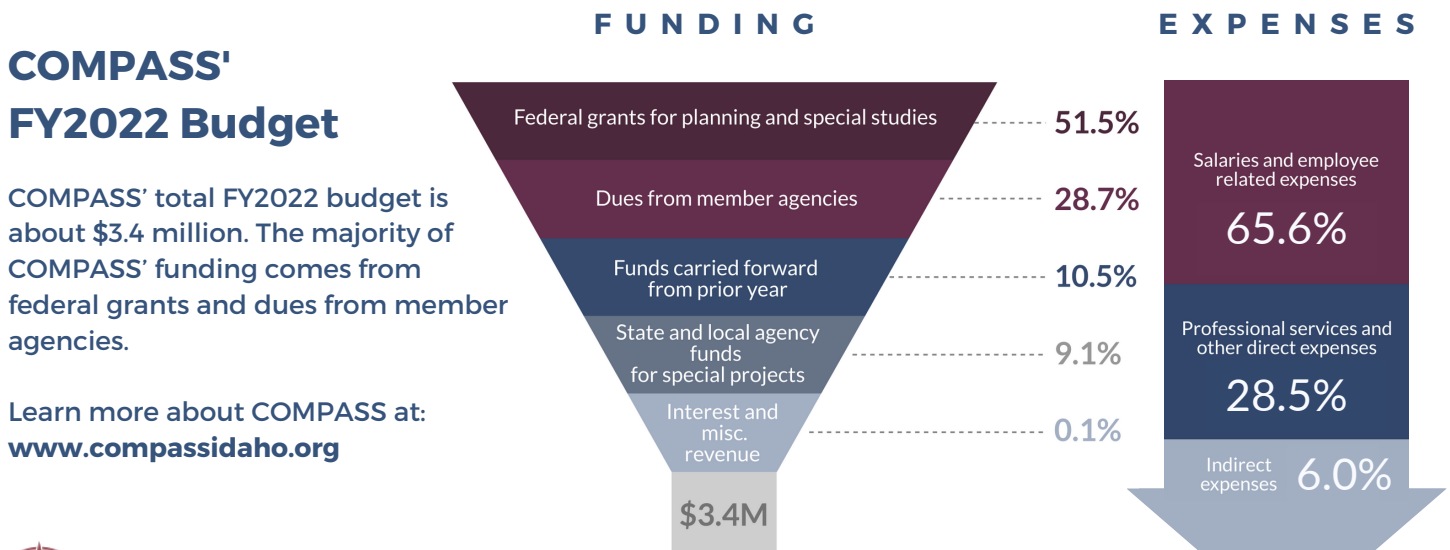 COMPASS'
FY2022 Budget
COMPASS’ total FY2022 budget is
about $3.4 million. The majority of
COMPASS’ funding comes from
federal grants and dues from member
agencies.
Learn more about COMPASS at:
www.compassidaho.org
FUNDING
Federal grants for planning and special studies
51.5%
Dues from member agencies
28.7%
Funds carried forward
from prior year
10.5%
State and local agency
funds
for special projects
9.1%
Interest and
misc.
revenue
0.1%
$3.4M
EXPENSES
Salaries and employee
related expenses
65.6%
Professional services and
other direct expenses
28.5%
Indirect
expenses
6.0%